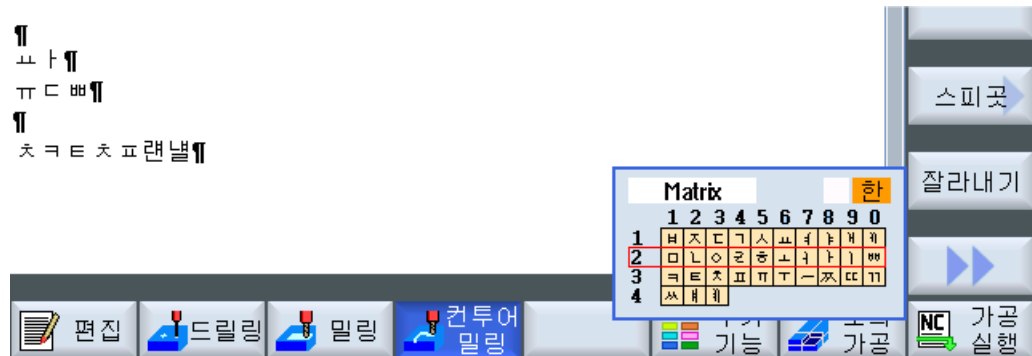 ¶
ㅛㅏ¶
ㅠㄷㅃ¶
¶
ㅊㅋㅌㅊㅍ랜냴¶
스피곳
잘라내기
Matrix 한
1 2 3 4 5 6 7 8 9 0
1 ㅂ ㅈ ㄷ ㄱ ㅅ ㅛ ㅕ ㅑ ㅐ ㅔ
2 ㅁ ㄴ ㅇ ㄹ ㅎ ㅗ ㅓ ㅏ ㅣ ㅃ
3 ㅋ ㅌ ㅊ ㅍ ㅠ ㅜ ㅡ ㅉ ㄸ ㄲ
4 ㅆ ㅒ ㅖ
편집
드릴링
밀링
컨투어
밀링
기능
가공
NC 가공
실행